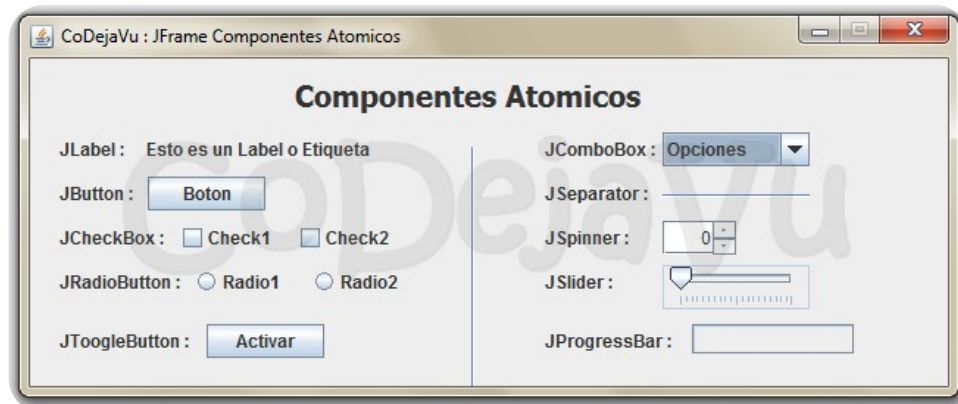 CoDejaVu : JFrame Componentes Atomicos
Componentes Atomicos
JLabel : Esto es un Label o Etiqueta
JButton : Boton
JCheckBox : Check1 Check2
JRadioButton : Radio1 Radio2
JToogleButton : Activar
JComboBox : Opciones
JSeparator :
JSpinner : 0
JSlider :
JProgressBar :
CoDejaVu